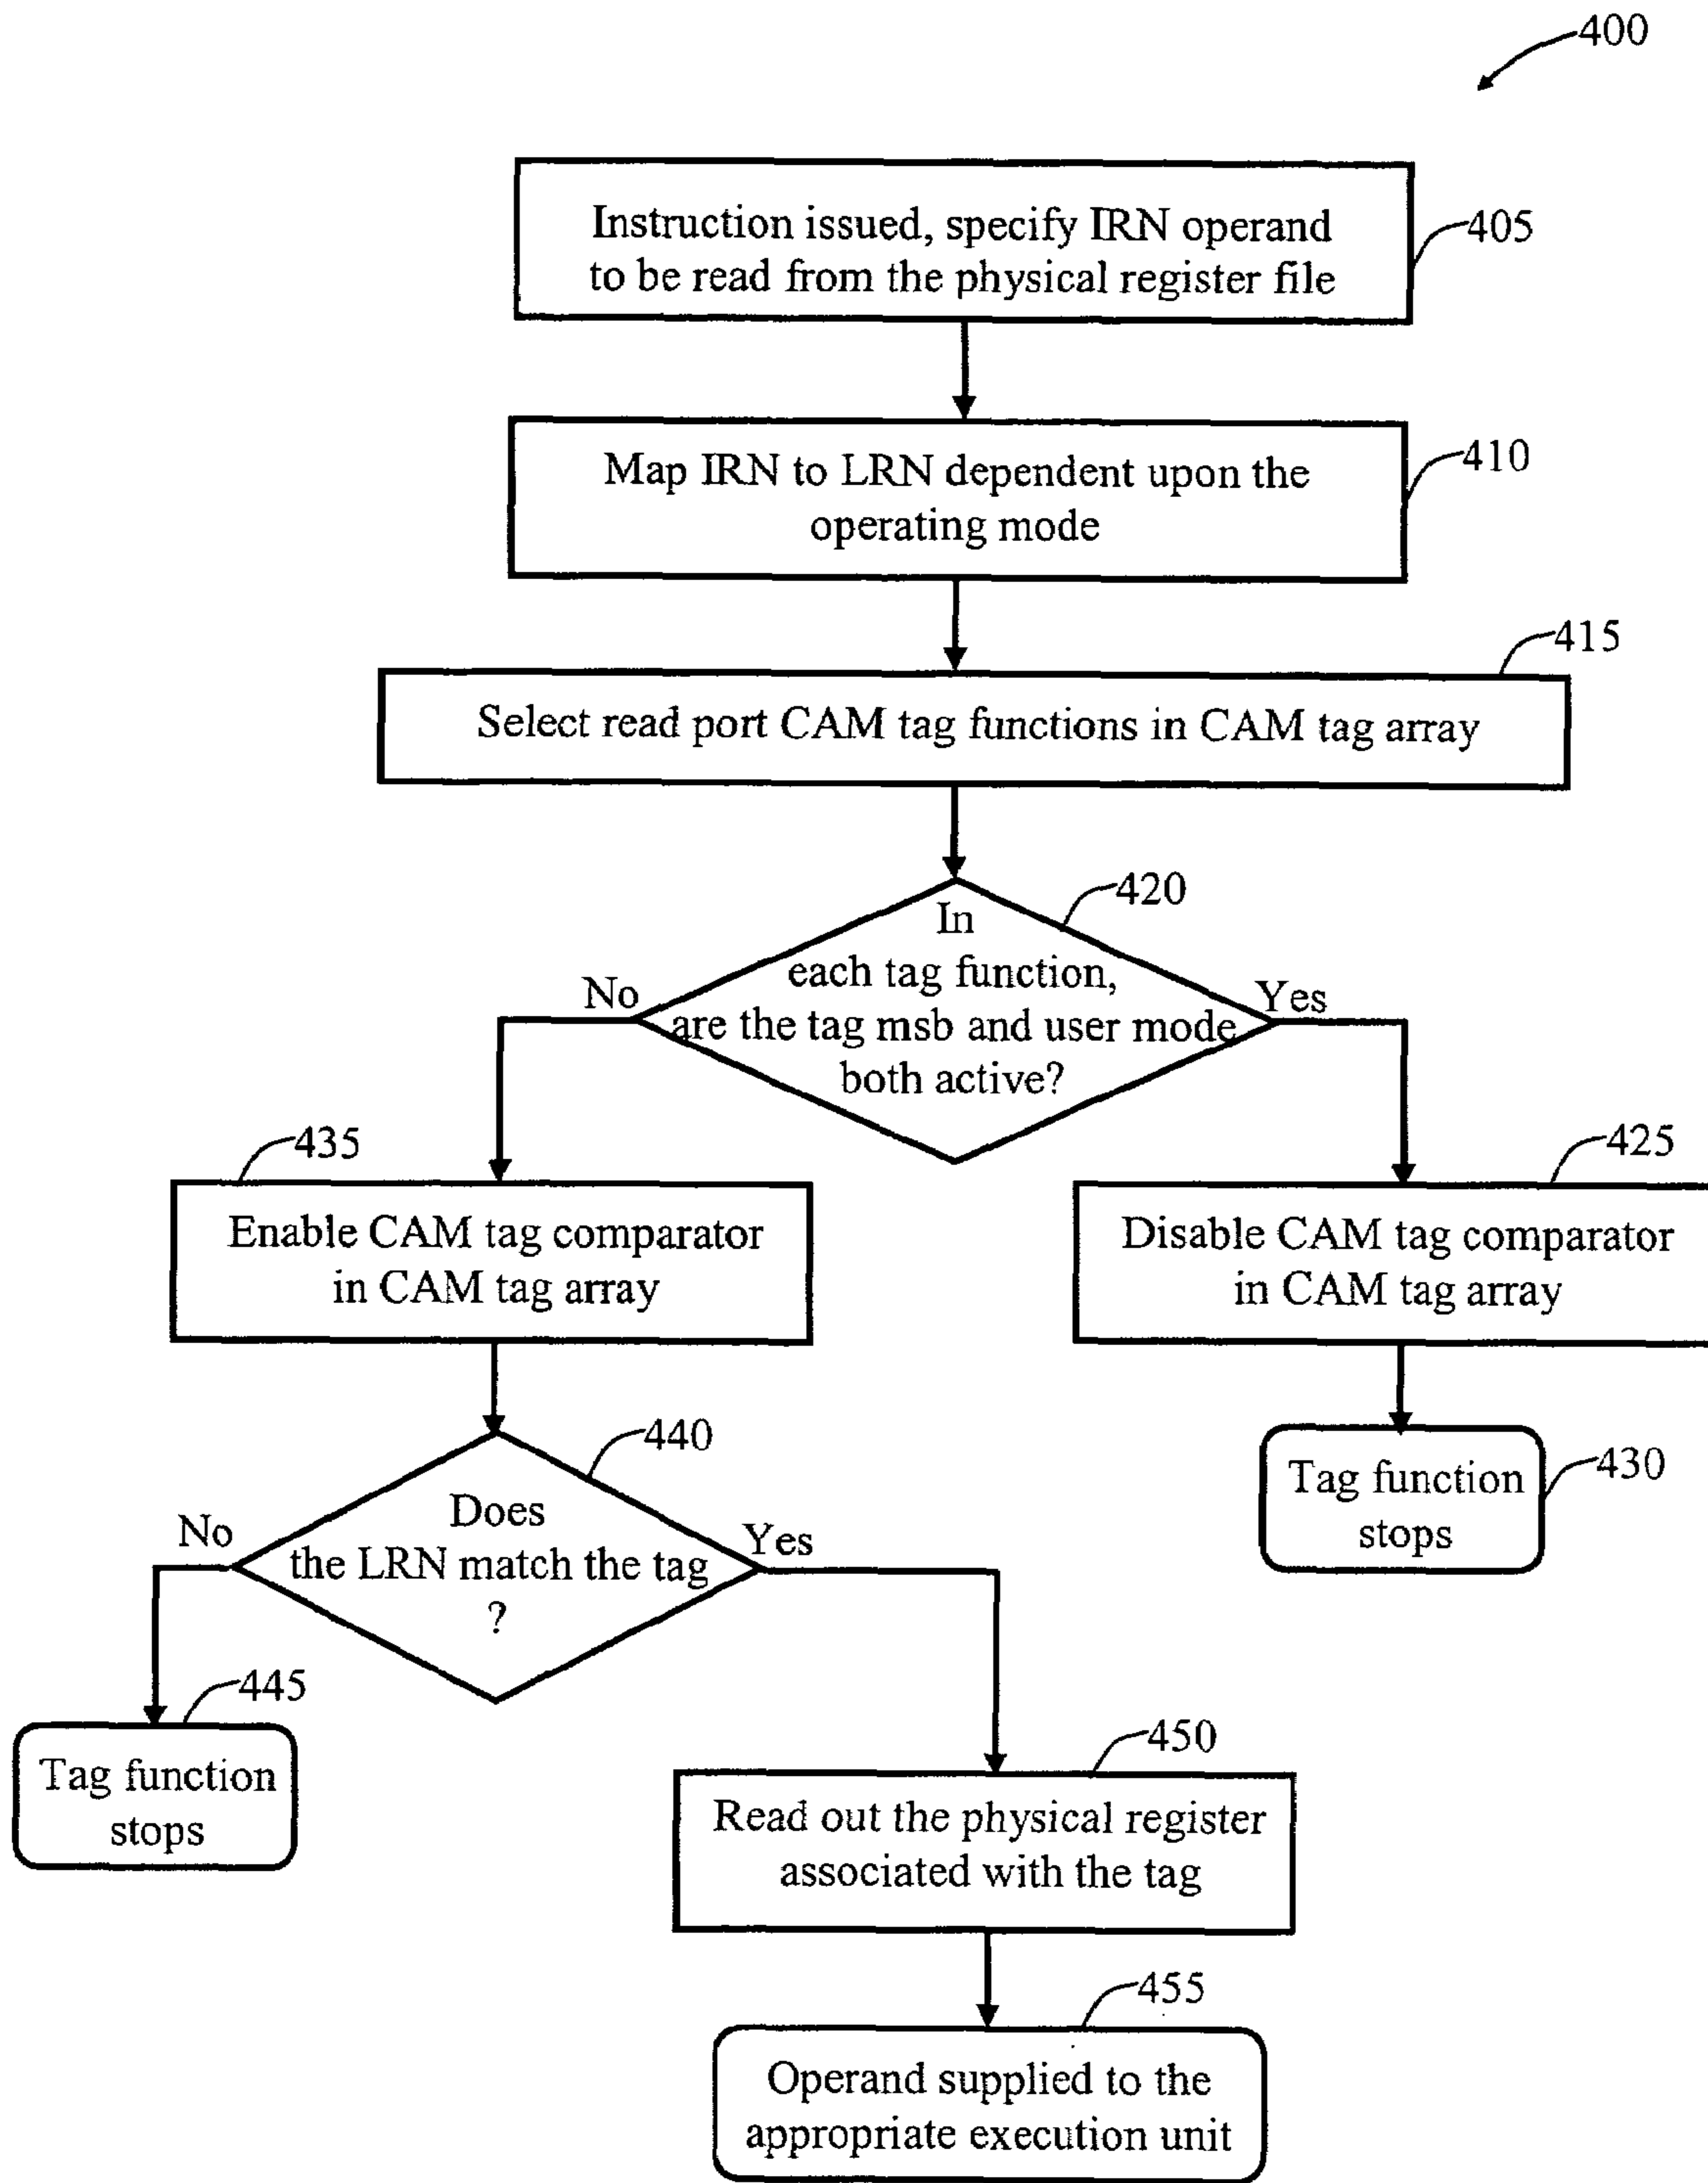 400
Instruction issued, specify IRN operand
to be read from the physical register file
405
Map IRN to LRN dependent upon the
operating mode
410
415
Select read port CAM tag functions in CAM tag array
420
In
each tag function,
are the tag msb and user mode
both active?
No
Yes
435
Enable CAM tag comparator
in CAM tag array
425
Disable CAM tag comparator
in CAM tag array
440
Does
the LRN match the tag
?
No
Yes
Tag function
stops
430
445
Tag function
stops
450
Read out the physical register
associated with the tag
455
Operand supplied to the
appropriate execution unit